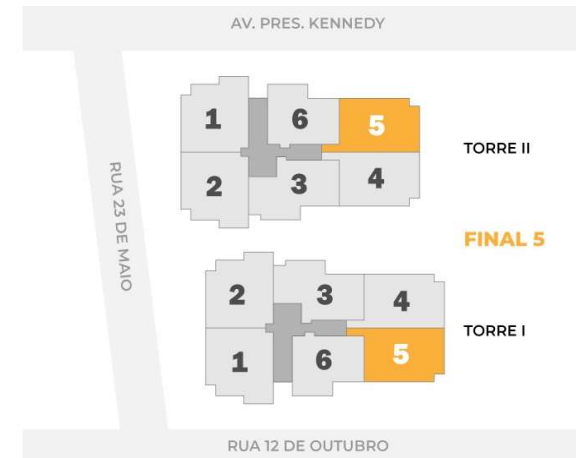 AV. PRES. KENNEDY
1 6 5
TORRE II
2 3 4
RUA 23 DE MAIO
FINAL 5
2 3 4
TORRE I
1 6 5
RUA 12 DE OUTUBRO